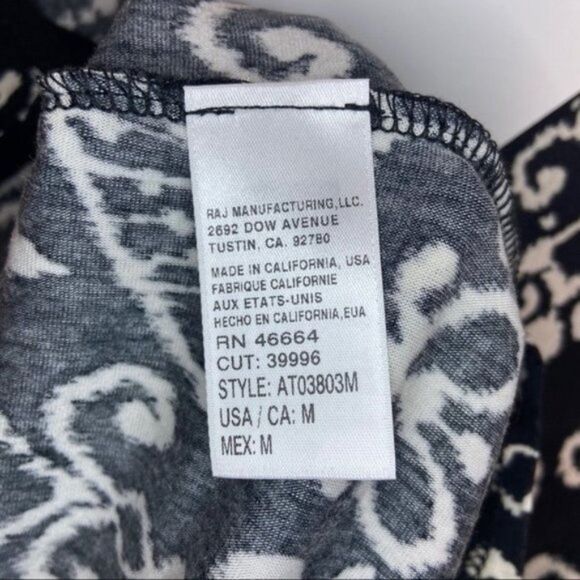 RAJ MANUFACTURING, LLC.
2692 DOW AVENUE
TUSTIN, CA. 92780
MADE IN CALIFORNIA, USA
FABRIQUE CALIFORNIE
AUX ETATS-UNIS
HECHO EN CALIFORNIA, EUA
RN 46664
CUT: 39996
STYLE: AT03803M
USA / CA: M
MEX: M